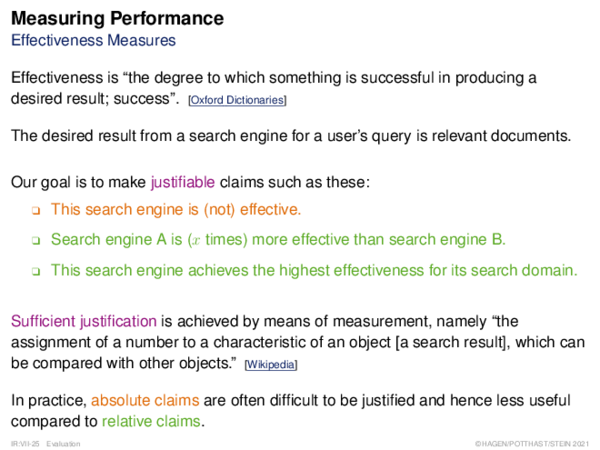 Measuring Performance
Effectiveness Measures
Effectiveness is “the degree to which something is successful in producing a
desired result; success”. [Oxford Dictionaries]
The desired result from a search engine for a user’s query is relevant documents.
Our goal is to make justifiable claims such as these:
❏ This search engine is (not) effective.
❏ Search engine A is (x times) more effective than search engine B.
❏ This search engine achieves the highest effectiveness for its search domain.
Sufficient justification is achieved by means of measurement, namely “the
assignment of a number to a characteristic of an object [a search result], which can
be compared with other objects.” [Wikipedia]
In practice, absolute claims are often difficult to be justified and hence less useful
compared to relative claims.
IR:VII-25 Evaluation ©HAGEN/POTTHAST/STEIN 2021